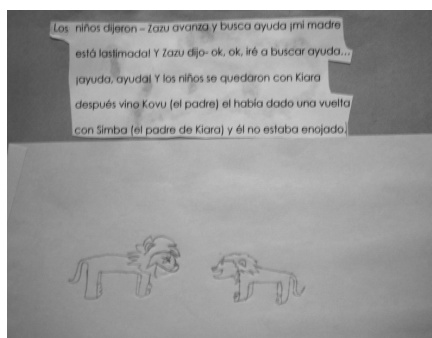 Los niños dijeron – Zazu avanza y busca ayuda ¡mi madre
está lastimada! Y Zazu dijo- ok, ok, iré a buscar ayuda...
¡ayuda, ayuda! Y los niños se quedaron con Kiara
después vino Kovu (el padre) el había dado una vuelta
con Simba (el padre de Kiara) y él no estaba enojado.